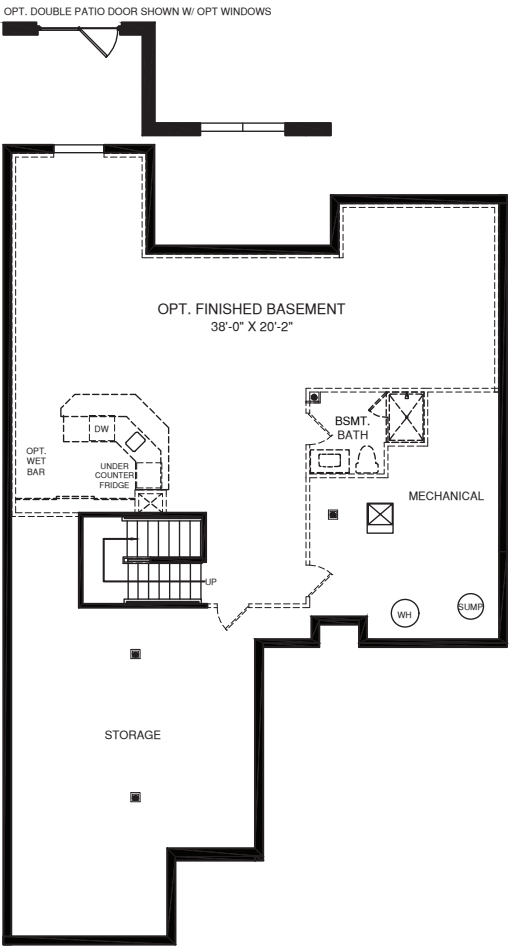 OPT. DOUBLE PATIO DOOR SHOWN W/ OPT WINDOWS
OPT. FINISHED BASEMENT
38'-0" X 20'-2"
DW
BSMT.
BATH
OPT.
WET
BAR
UNDER
COUNTER
FRIDGE
MECHANICAL
UP
WH
SUMP
STORAGE